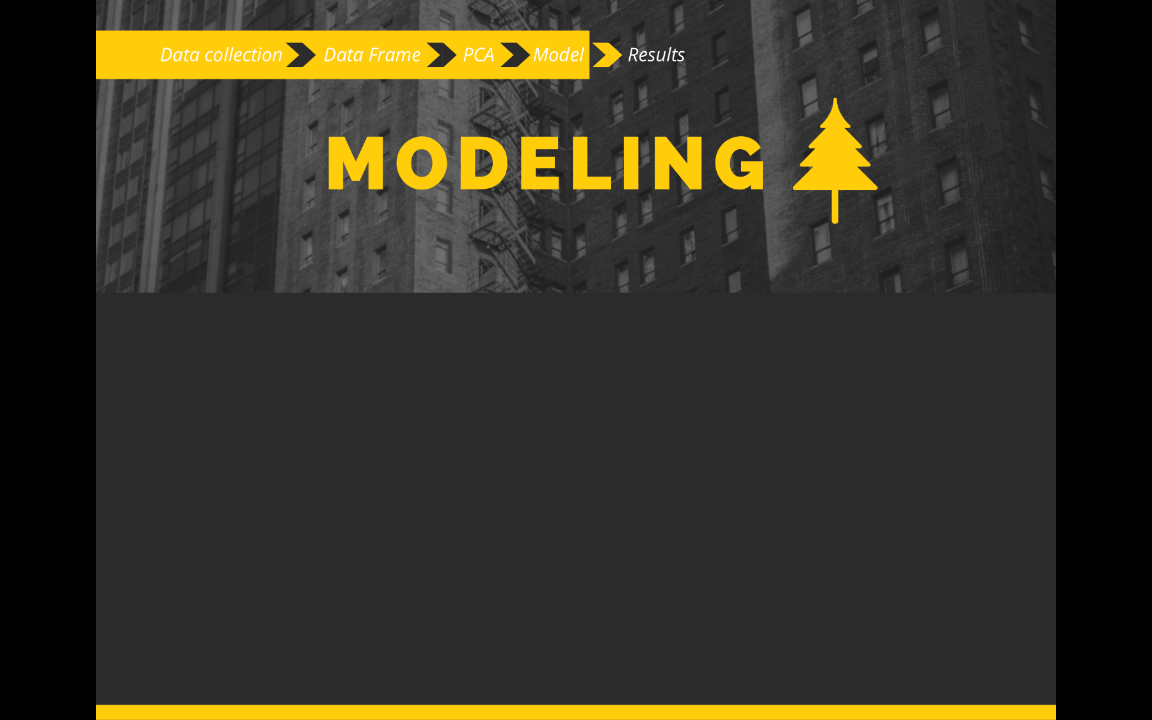 Data collection Data Frame PCA Model Results
MODELING